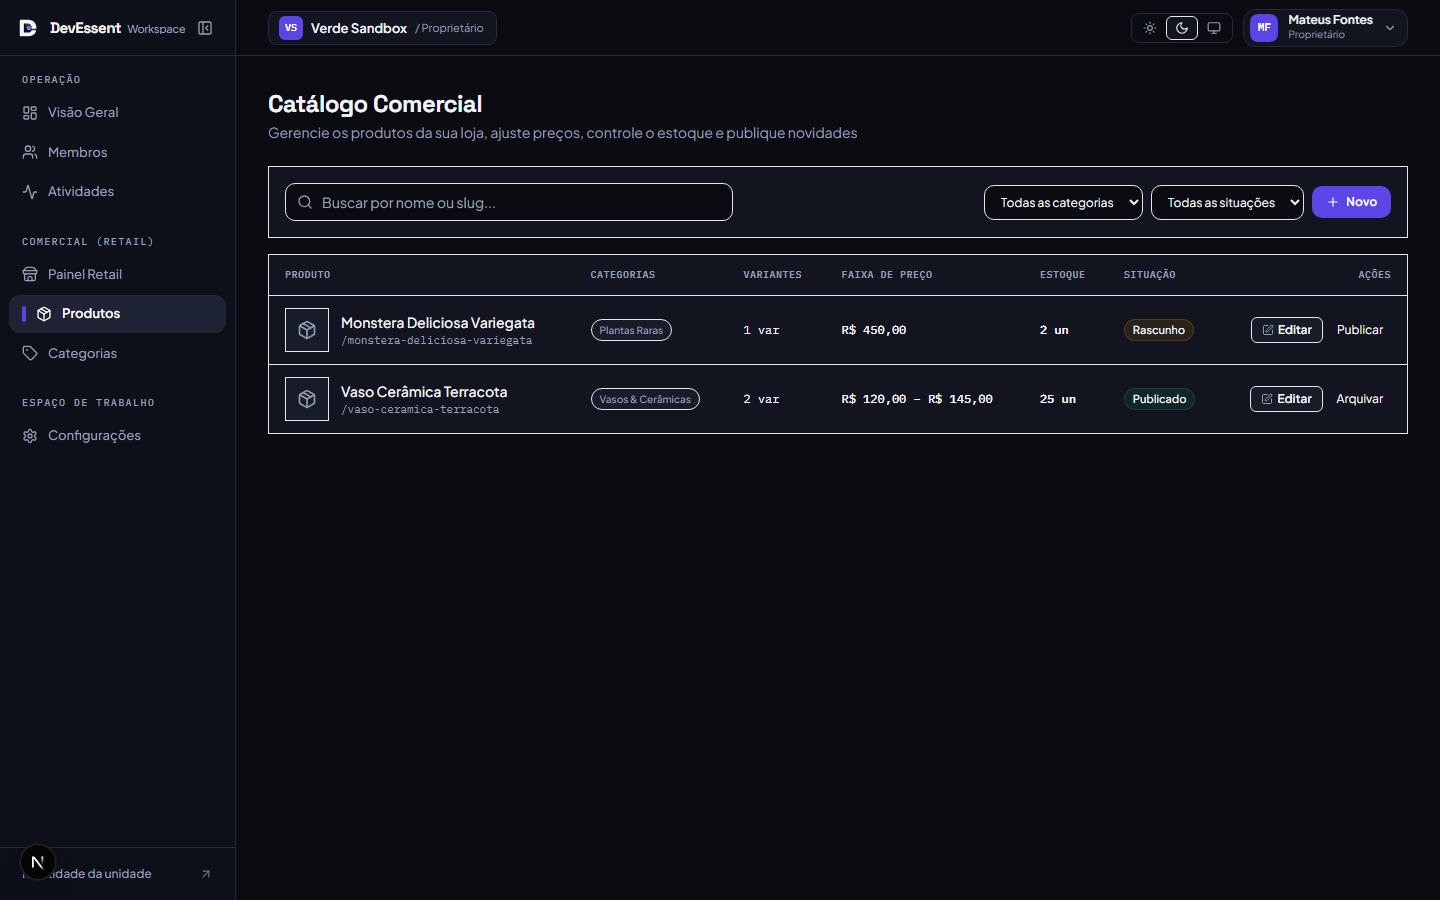 DevEssent Workspace
VS Verde Sandbox / Proprietário
MF Mateus Fontes
Proprietário
OPERAÇÃO
Visão Geral
Membros
Atividades
COMERCIAL (RETAIL)
Painel Retail
Produtos
Categorias
ESPAÇO DE TRABALHO
Configurações
N
da unidade
Catálogo Comercial
Gerencie os produtos da sua loja, ajuste preços, controle o estoque e publique novidades
Buscar por nome ou slug...
Todas as categorias
Todas as situações
+ Novo
PRODUTO CATEGORIAS VARIANTES FAIXA DE PREÇO ESTOQUE SITUAÇÃO AÇÕES
Monstera Deliciosa Variegata
/monstera-deliciosa-variegata
Plantas Raras
1 var
R$ 450,00
2 un
Rascunho
Editar
Publicar
Vaso Cerâmica Terracota
/vaso-ceramica-terracota
Vasos & Cerâmicas
2 var
R$ 120,00 – R$ 145,00
25 un
Publicado
Editar
Arquivar